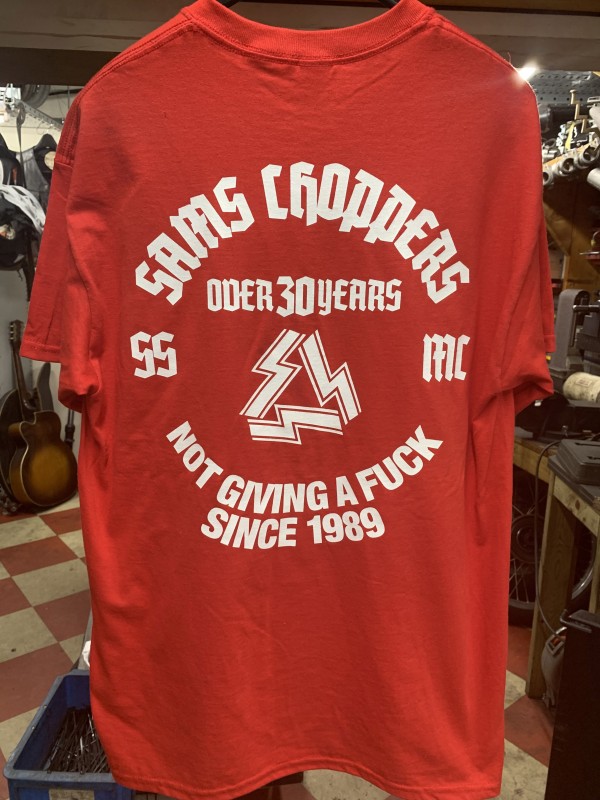 SAMS CHOPPERS
OVER 30 YEARS
SS
MC
NOT GIVING A FUCK
SINCE 1989